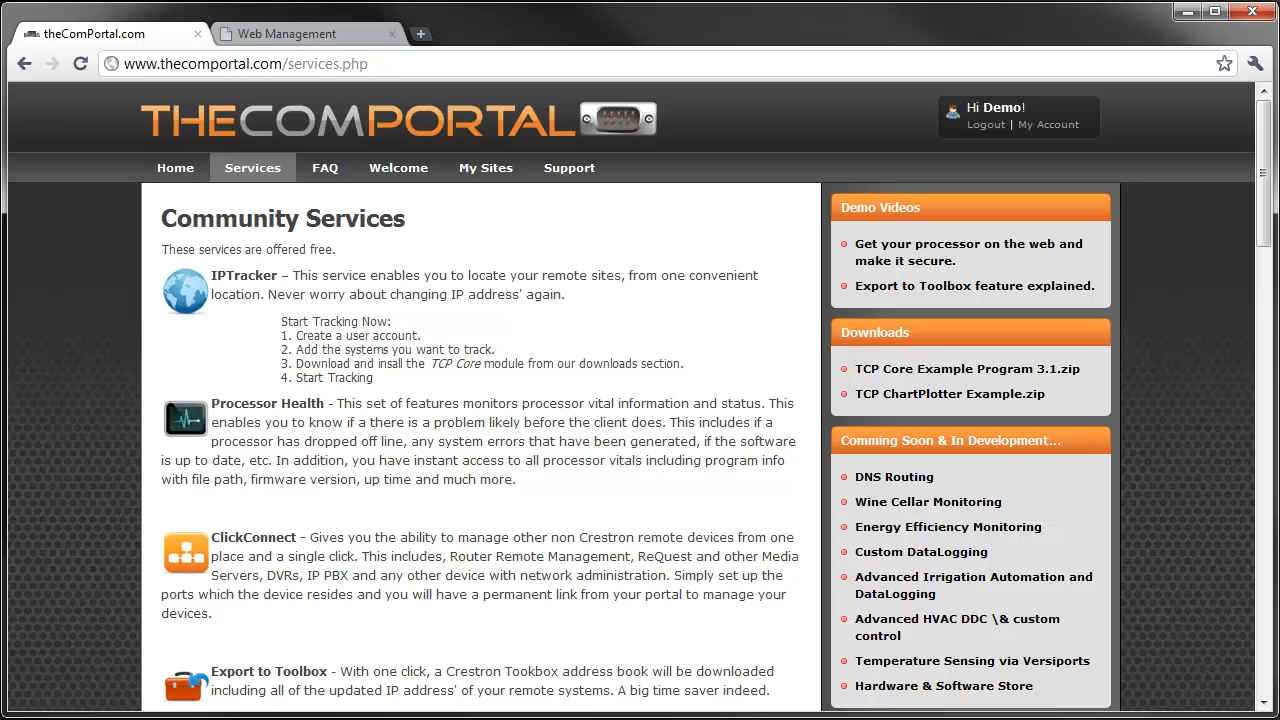 theComPortal.com
Web Management
www.thecomportal.com/services.php
THECOMPORTAL
Hi Demo!
Logout | My Account
Home
Services
FAQ
Welcome
My Sites
Support
Community Services
These services are offered free.
IPTracker – This service enables you to locate your remote sites, from one convenient
location. Never worry about changing IP address' again.
Start Tracking Now:
1. Create a user account.
2. Add the systems you want to track.
3. Download and insall the TCP Core module from our downloads section.
4. Start Tracking
Processor Health - This set of features monitors processor vital information and status. This
enables you to know if a there is a problem likely before the client does. This includes if a
processor has dropped off line, any system errors that have been generated, if the software
is up to date, etc. In addition, you have instant access to all processor vitals including program info
with file path, firmware version, up time and much more.
ClickConnect - Gives you the ability to manage other non Crestron remote devices from one
place and a single click. This includes, Router Remote Management, ReQuest and other Media
Servers, DVRs, IP PBX and any other device with network administration. Simply set up the
ports which the device resides and you will have a permanent link from your portal to manage your
devices.
Export to Toolbox - With one click, a Crestron Tookbox address book will be downloaded
including all of the updated IP address' of your remote systems. A big time saver indeed.
Demo Videos
Get your processor on the web and
make it secure.
Export to Toolbox feature explained.
Downloads
TCP Core Example Program 3.1.zip
TCP ChartPlotter Example.zip
Comming Soon & In Development...
DNS Routing
Wine Cellar Monitoring
Energy Efficiency Monitoring
Custom DataLogging
Advanced Irrigation Automation and
DataLogging
Advanced HVAC DDC \& custom
control
Temperature Sensing via Versiports
Hardware & Software Store